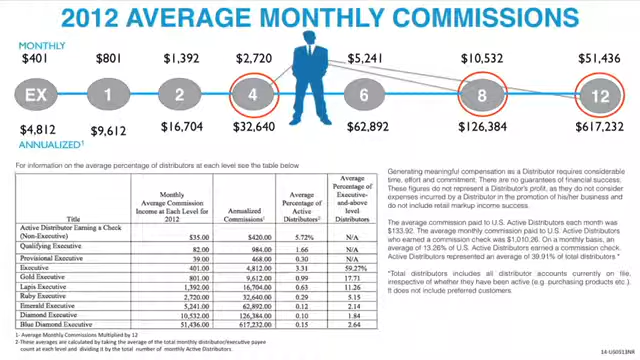 2012 AVERAGE MONTHLY COMMISSIONS
MONTHLY
$401 $801 $1,392 $2,720 $5,241 $10,532 $51,436
EX 1 2 4 6 8 12
$4,812 $9,612 $16,704 $32,640 $62,892 $126,384 $617,232
ANNUALIZED1
For information on the average percentage of distributors at each level see the table below
Title Monthly Average Commission Income at Each Level for 2012 Annualized Commissions1 Average Percentage of Active Distributors2 Average Percentage of Executive-and-above level Distributors
Active Distributor Earning a Check (Non-Executive) $35.00 $420.00 5.72% N/A
Qualifying Executive 82.00 984.00 1.66 N/A
Provisional Executive 39.00 468.00 0.30 N/A
Executive 401.00 4,812.00 3.31 59.27%
Gold Executive 801.00 9,612.00 0.99 17.71
Lapis Executive 1,392.00 16,704.00 0.63 11.26
Ruby Executive 2,720.00 32,640.00 0.29 5.15
Emerald Executive 5,241.00 62,892.00 0.12 2.14
Diamond Executive 10,532.00 126,384.00 0.10 1.84
Blue Diamond Executive 51,436.00 617,232.00 0.15 2.64
1- Average Monthly Commissions Multiplied by 12
2-These averages are calculated by taking the average of the total monthly distributor/executive payee
count at each level and dividing it by the total number of monthly Active Distributors.
Generating meaningful compensation as a Distributor requires considerable
time, effort and commitment. There are no guarantees of financial success.
These figures do not represent a Distributor's profit, as they do not consider
expenses incurred by a Distributor in the promotion of his/her business and
do not include retail markup income success.
The average commission paid to U.S. Active Distributors each month was
$133.92. The average monthly commission paid to U.S. Active Distributors
who earned a commission check was $1,010.26. On a monthly basis, an
average of 13.26% of U.S. Active Distributors earned a commission check.
Active Distributors represented an average of 39.91% of total distributors.*
*Total distributors includes all distributor accounts currently on file,
irrespective of whether they have been active (e.g. purchasing products etc.).
It does not include preferred customers.